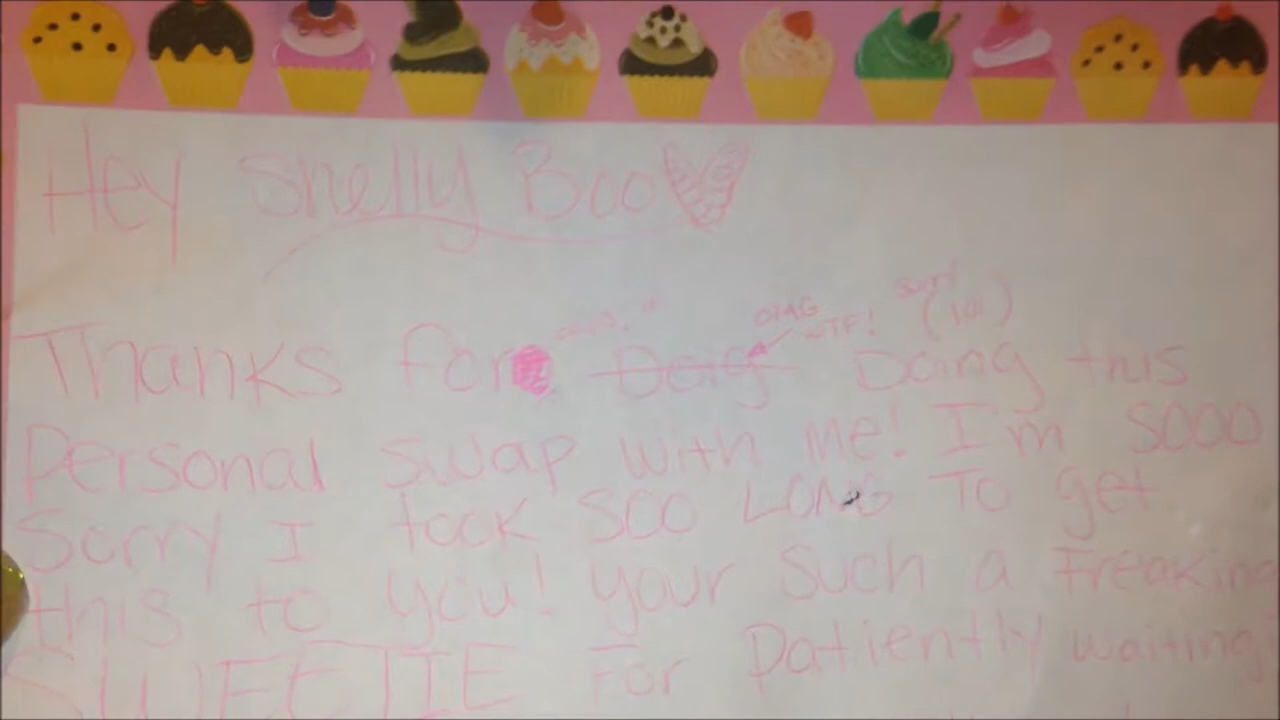 Hey Shelly Boo
OMG
WTF! sorry! (lol)
Thanks for Doig Doing this
Personal swap with me! I'm sooo
sorry I took soo LONG To get
this to you! your such a Freaking
SWEETIE For Patiently waiting!